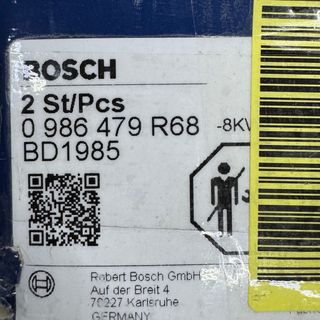 BOSCH
2 St/Pcs
0 986 479 R68
-8KV
BD1985
Robert Bosch GmbH
Auf der Breit 4
76227 Karlsruhe
GERMANY